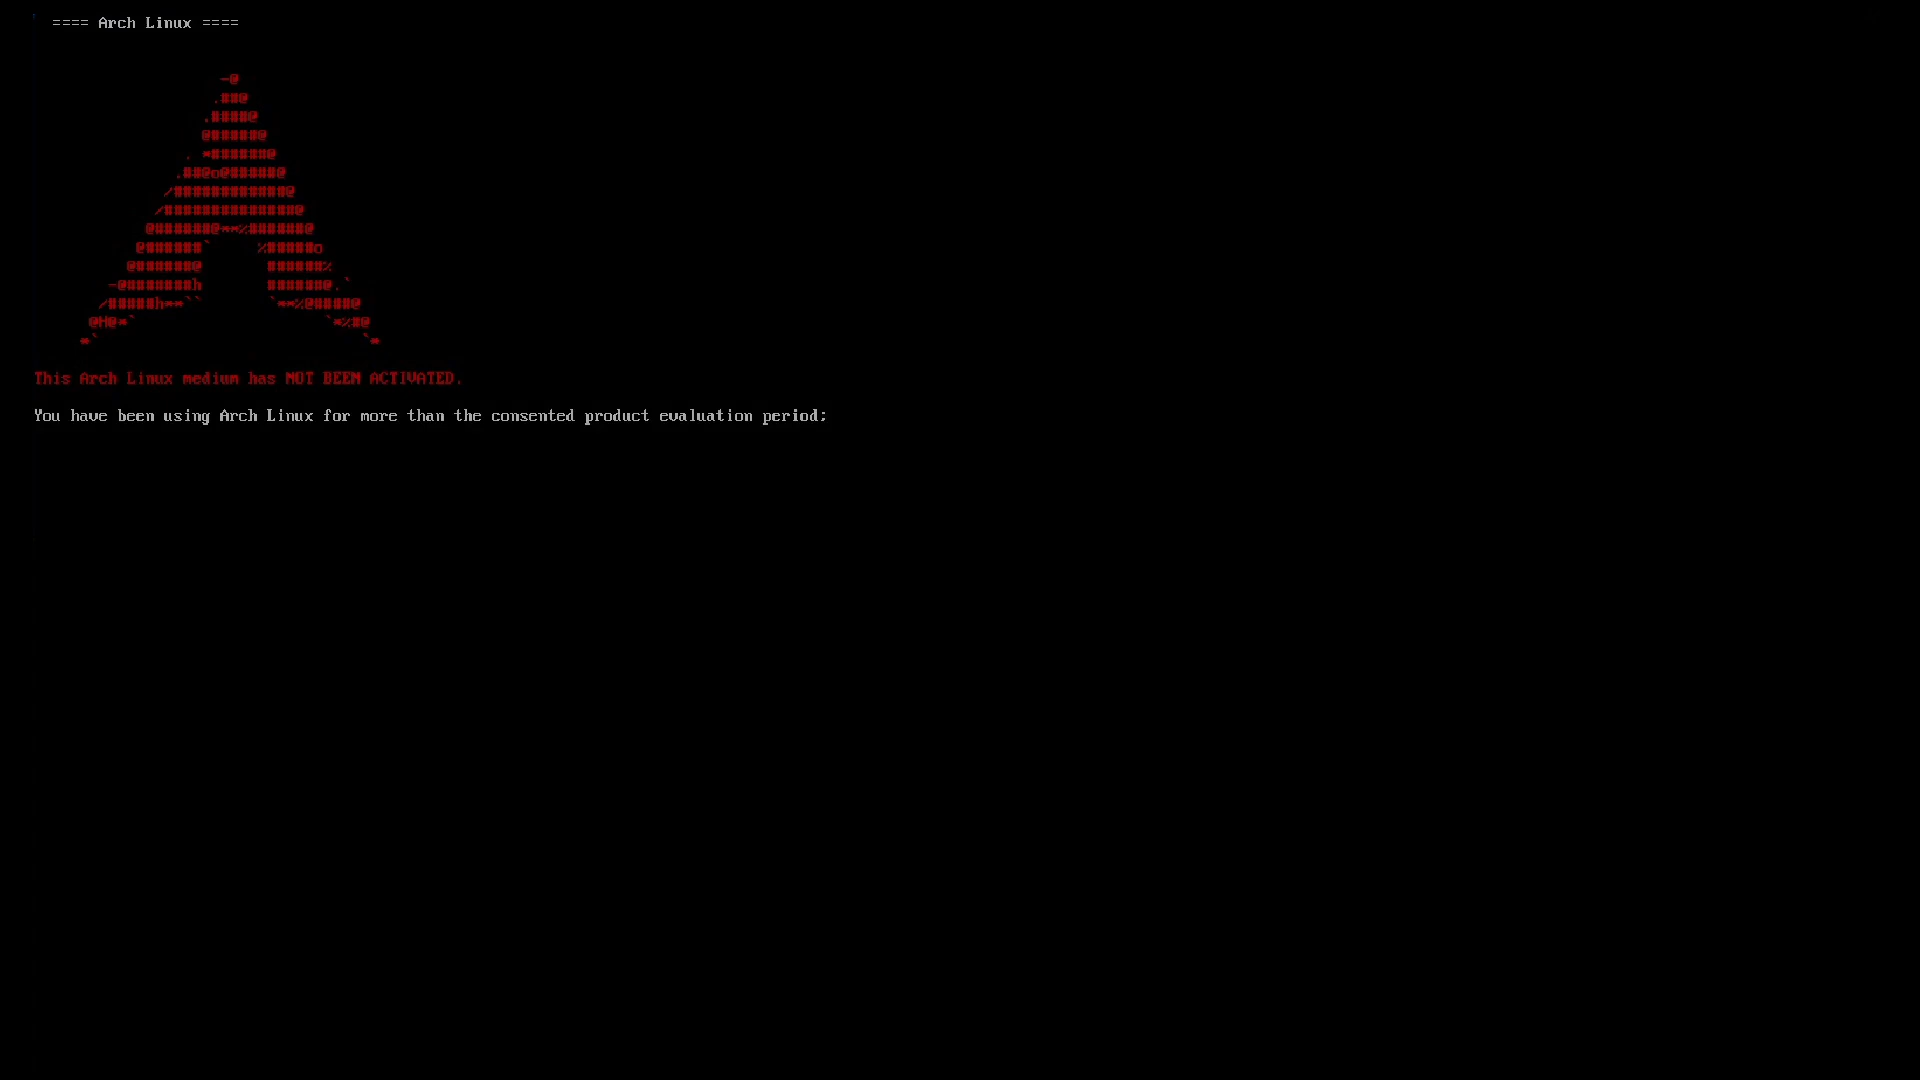 ==== Arch Linux ====
-@
.##@
.####@
@#####@
. *######@
.##@o@#####@
/############@
/##############@
@######@**%######@
@######` %#####o
@######@ ######%
-@#######h ######@.`
/#####h**`` `**%@####@
@H@*` `*%#@
*` `*
This Arch Linux medium has NOT BEEN ACTIVATED.
You have been using Arch Linux for more than the consented product evaluation period;